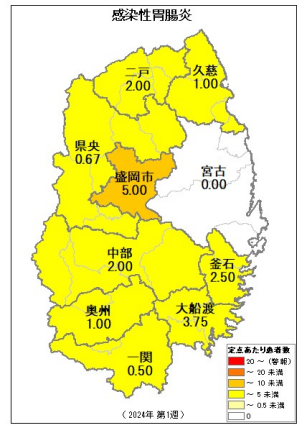 感染性胃腸炎
二戸
2.00
久慈
1.00
県央
0.67
盛岡市
5.00
宮古
0.00
中部
2.00
釜石
2.50
奥州
1.00
大船渡
3.75
一関
0.50
定点あたり患者数
20 ~ (警報)
~ 20 未満
~ 10 未満
~ 5 未満
~ 0.5 未満
0
(2024年 第1週)